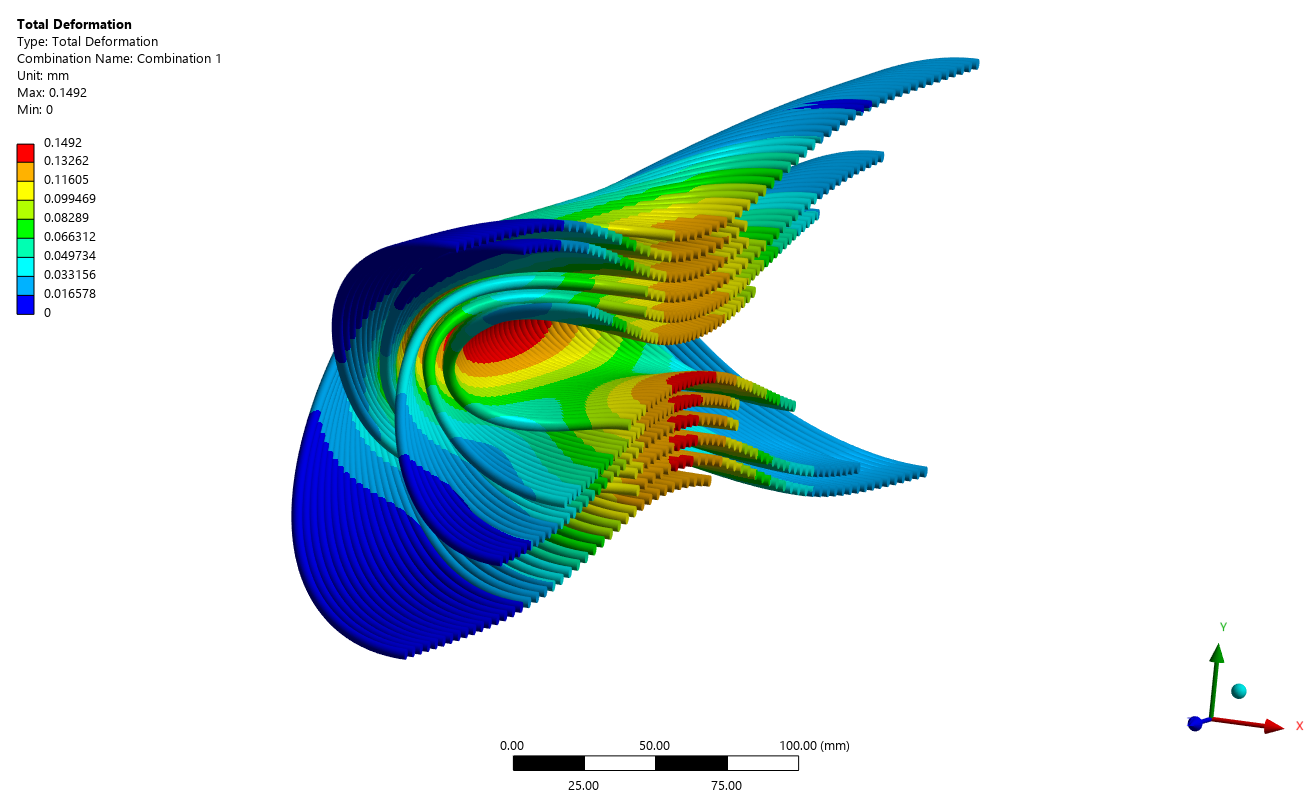 Total Deformation
Type: Total Deformation
Combination Name: Combination 1
Unit: mm
Max: 0.1492
Min: 0
0.1492
0.13262
0.11605
0.099469
0.08289
0.066312
0.049734
0.033156
0.016578
0
Y
X
0.00 50.00 100.00 (mm)
25.00 75.00